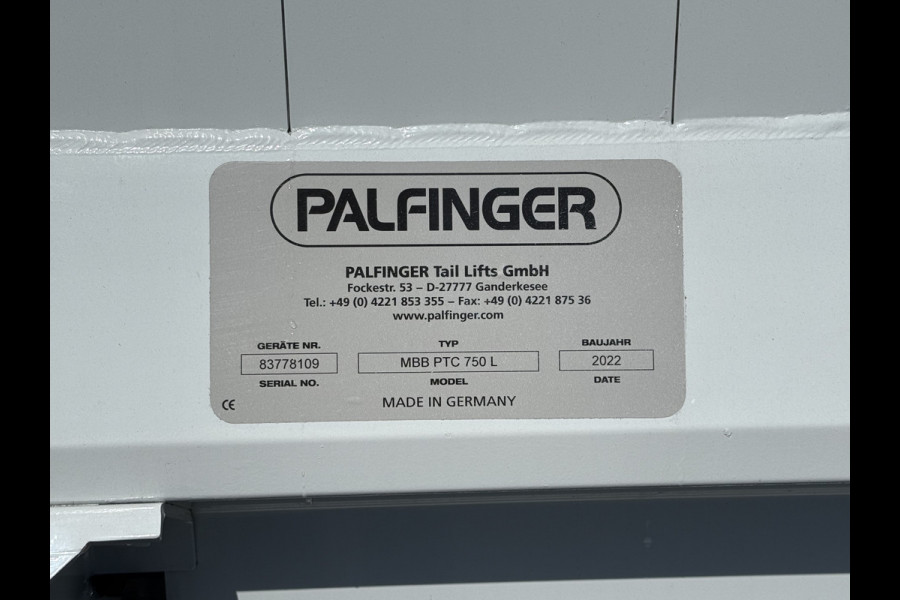 PALFINGER
PALFINGER Tail Lifts GmbH
Fockestr. 53 – D-27777 Ganderkesee
Tel.: +49 (0) 4221 853 355 – Fax: +49 (0) 4221 875 36
www.palfinger.com
GERÄTE NR. TYP BAUJAHR
83778109 MBB PTC 750 L 2022
SERIAL NO. MODEL DATE
CE MADE IN GERMANY